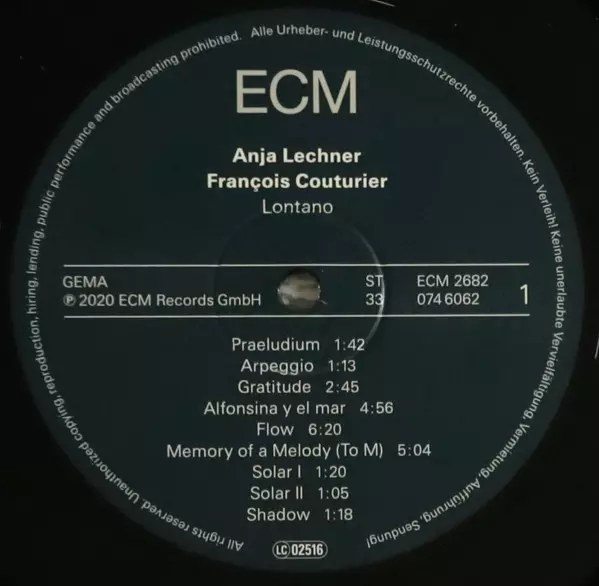 All rights reserved. Unauthorized copying, reproduction, hiring, lending, public performance and broadcasting prohibited. Alle Urheber- und Leistungsschutzrechte vorbehalten. Kein Verleih! Keine unerlaubte Vervielfältigung, Vermietung, Aufführung, Sendung!
ECM
Anja Lechner
François Couturier
Lontano
GEMA ST ECM 2682
℗ 2020 ECM Records GmbH 33 074 6062 1
Praeludium 1:42
Arpeggio 1:13
Gratitude 2:45
Alfonsina y el mar 4:56
Flow 6:20
Memory of a Melody (To M) 5:04
Solar I 1:20
Solar II 1:05
Shadow 1:18
LC 02516